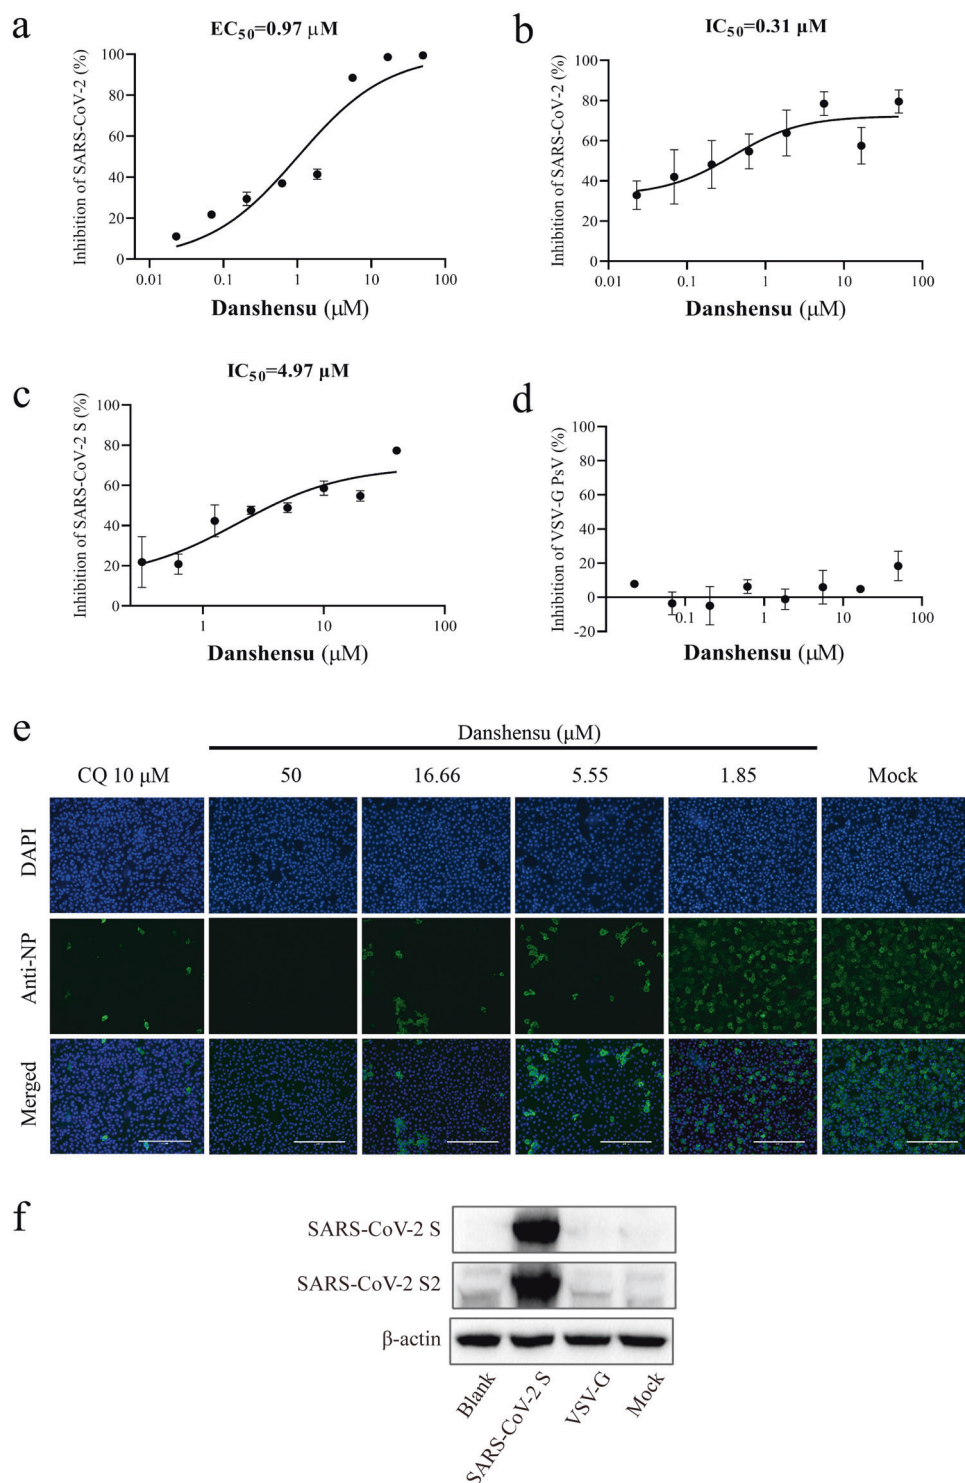 a
EC50=0.97 μM
Inhibition of SARS-CoV-2 (%)
100
80
60
40
20
0
0.01 0.1 1 10 100
Danshensu (μM)
b
IC50=0.31 μM
Inhibition of SARS-CoV-2 (%)
100
80
60
40
20
0
0.01 0.1 1 10 100
Danshensu (μM)
c
IC50=4.97 μM
Inhibition of SARS-CoV-2 S (%)
100
80
60
40
20
0
1 10 100
Danshensu (μM)
d
Inhibition of VSV-G PsV (%)
100
80
60
40
20
0
-20
0.1 1 10 100
Danshensu (μM)
e
Danshensu (μM)
CQ 10 μM 50 16.66 5.55 1.85 Mock
DAPI
Anti-NP
Merged
f
SARS-CoV-2 S
SARS-CoV-2 S2
β-actin
Blank
SARS-CoV-2 S
VSV-G
Mock